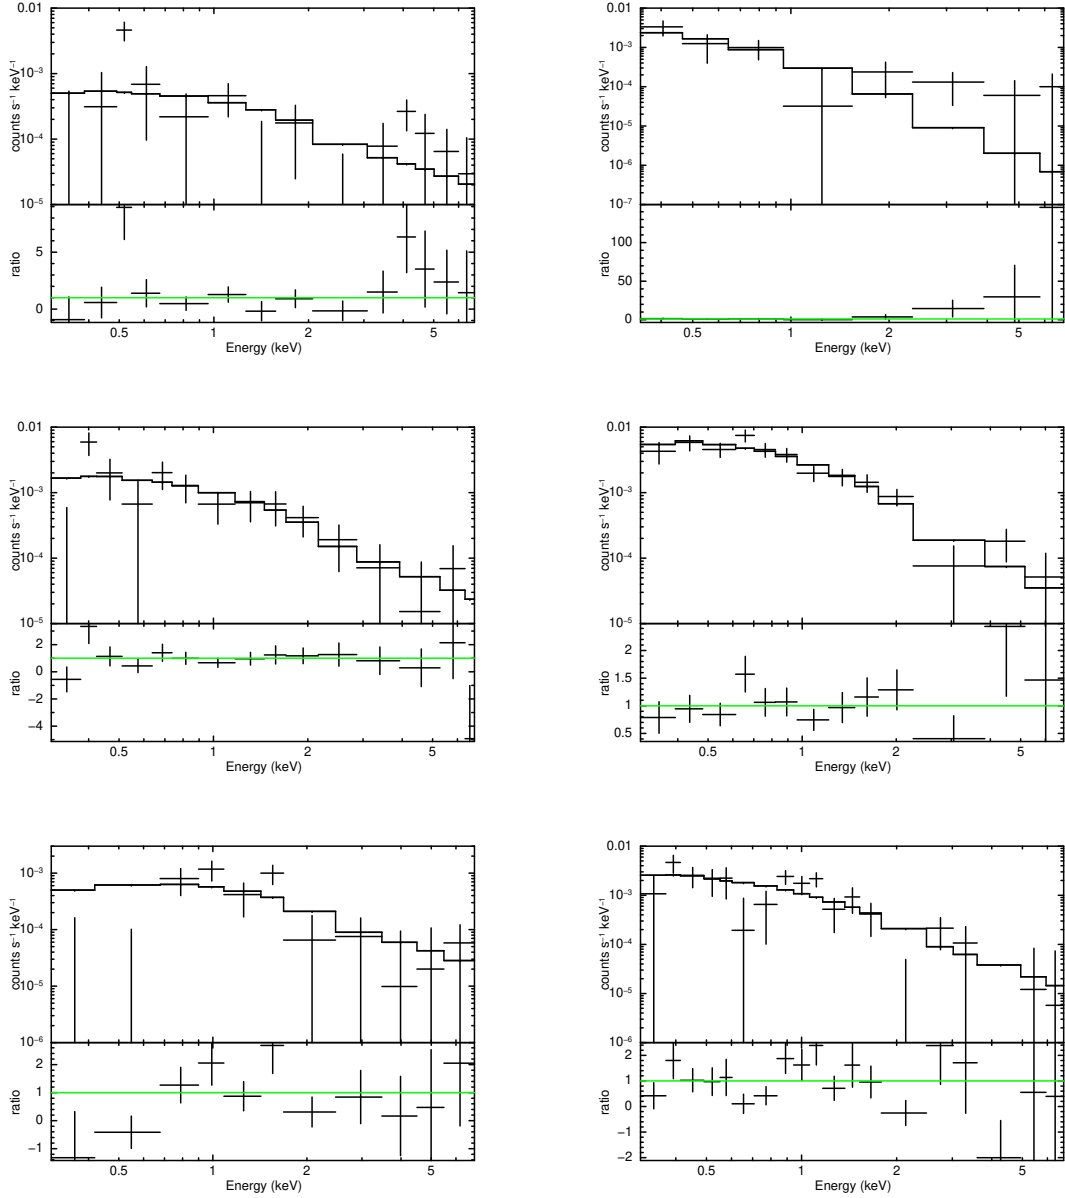 0.01
10⁻³
10⁻⁴
10⁻⁵
counts s⁻¹ keV⁻¹
5
0
ratio
0.5 1 2 5
Energy (keV)
0.01
10⁻³
10⁻⁴
10⁻⁵
10⁻⁶
10⁻⁷
counts s⁻¹ keV⁻¹
100
50
0
ratio
0.5 1 2 5
Energy (keV)
0.01
10⁻³
10⁻⁴
10⁻⁵
counts s⁻¹ keV⁻¹
2
0
−2
−4
ratio
0.5 1 2 5
Energy (keV)
0.01
10⁻³
10⁻⁴
10⁻⁵
counts s⁻¹ keV⁻¹
2
1.5
1
0.5
ratio
0.5 1 2 5
Energy (keV)
10⁻³
10⁻⁴
10⁻⁵
10⁻⁶
counts s⁻¹ keV⁻¹
2
1
0
−1
ratio
0.5 1 2 5
Energy (keV)
0.01
10⁻³
10⁻⁴
10⁻⁵
10⁻⁶
counts s⁻¹ keV⁻¹
2
1
0
−1
−2
ratio
0.5 1 2 5
Energy (keV)